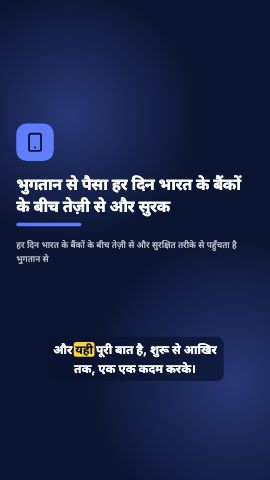 भुगतान से पैसा हर दिन भारत के बैंकों
के बीच तेज़ी से और सुरक
हर दिन भारत के बैंकों के बीच तेज़ी से और सुरक्षित तरीके से पहुँचता है
भुगतान से
और यही पूरी बात है, शुरू से आखिर
तक, एक एक कदम करके।